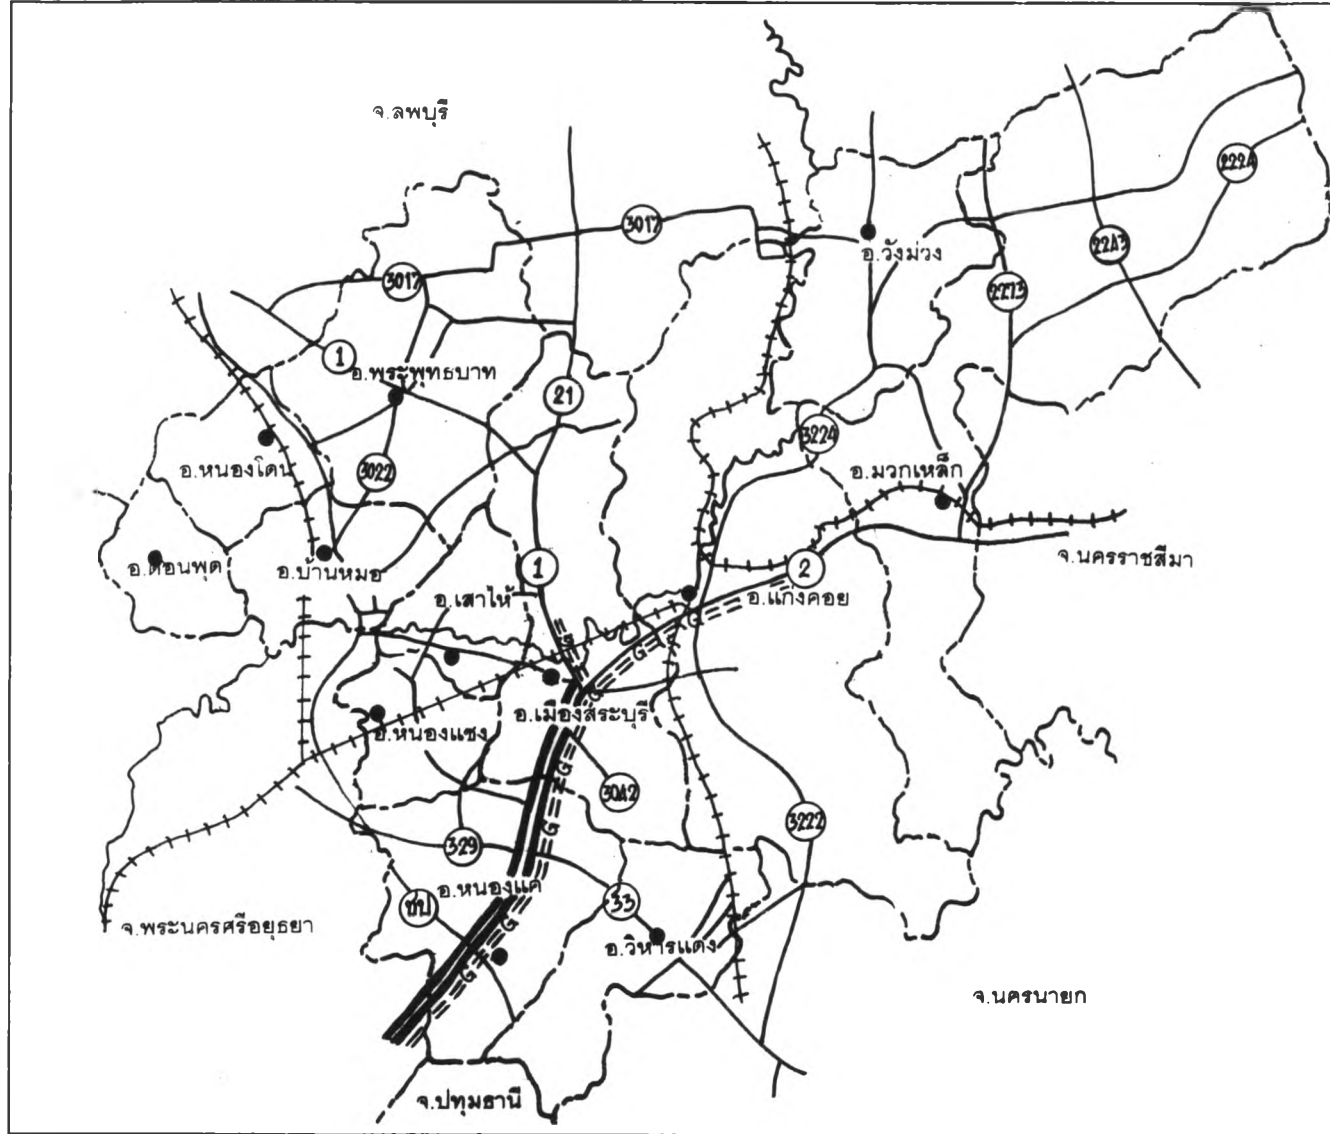 จ.ลพบุรี
2224
3017
2243
อ.วังม่วง
3017
2273
1
อ.พระพุทธบาท
21
3224
อ.หนองโดน
3022
อ.มวกเหล็ก
อ.ดอนพุด
อ.บ้านหมอ
1
2
จ.นครราชสีมา
อ.เสาไห้
อ.แก่งคอย
G
G
G
G
อ.เมืองสระบุรี
อ.หนองแซง
G
3042
3222
G
329
อ.หนองแค
ชป
33
G
จ.พระนครศรีอยุธยา
อ.วิหารแดง
G
จ.นครนายก
จ.ปทุมธานี